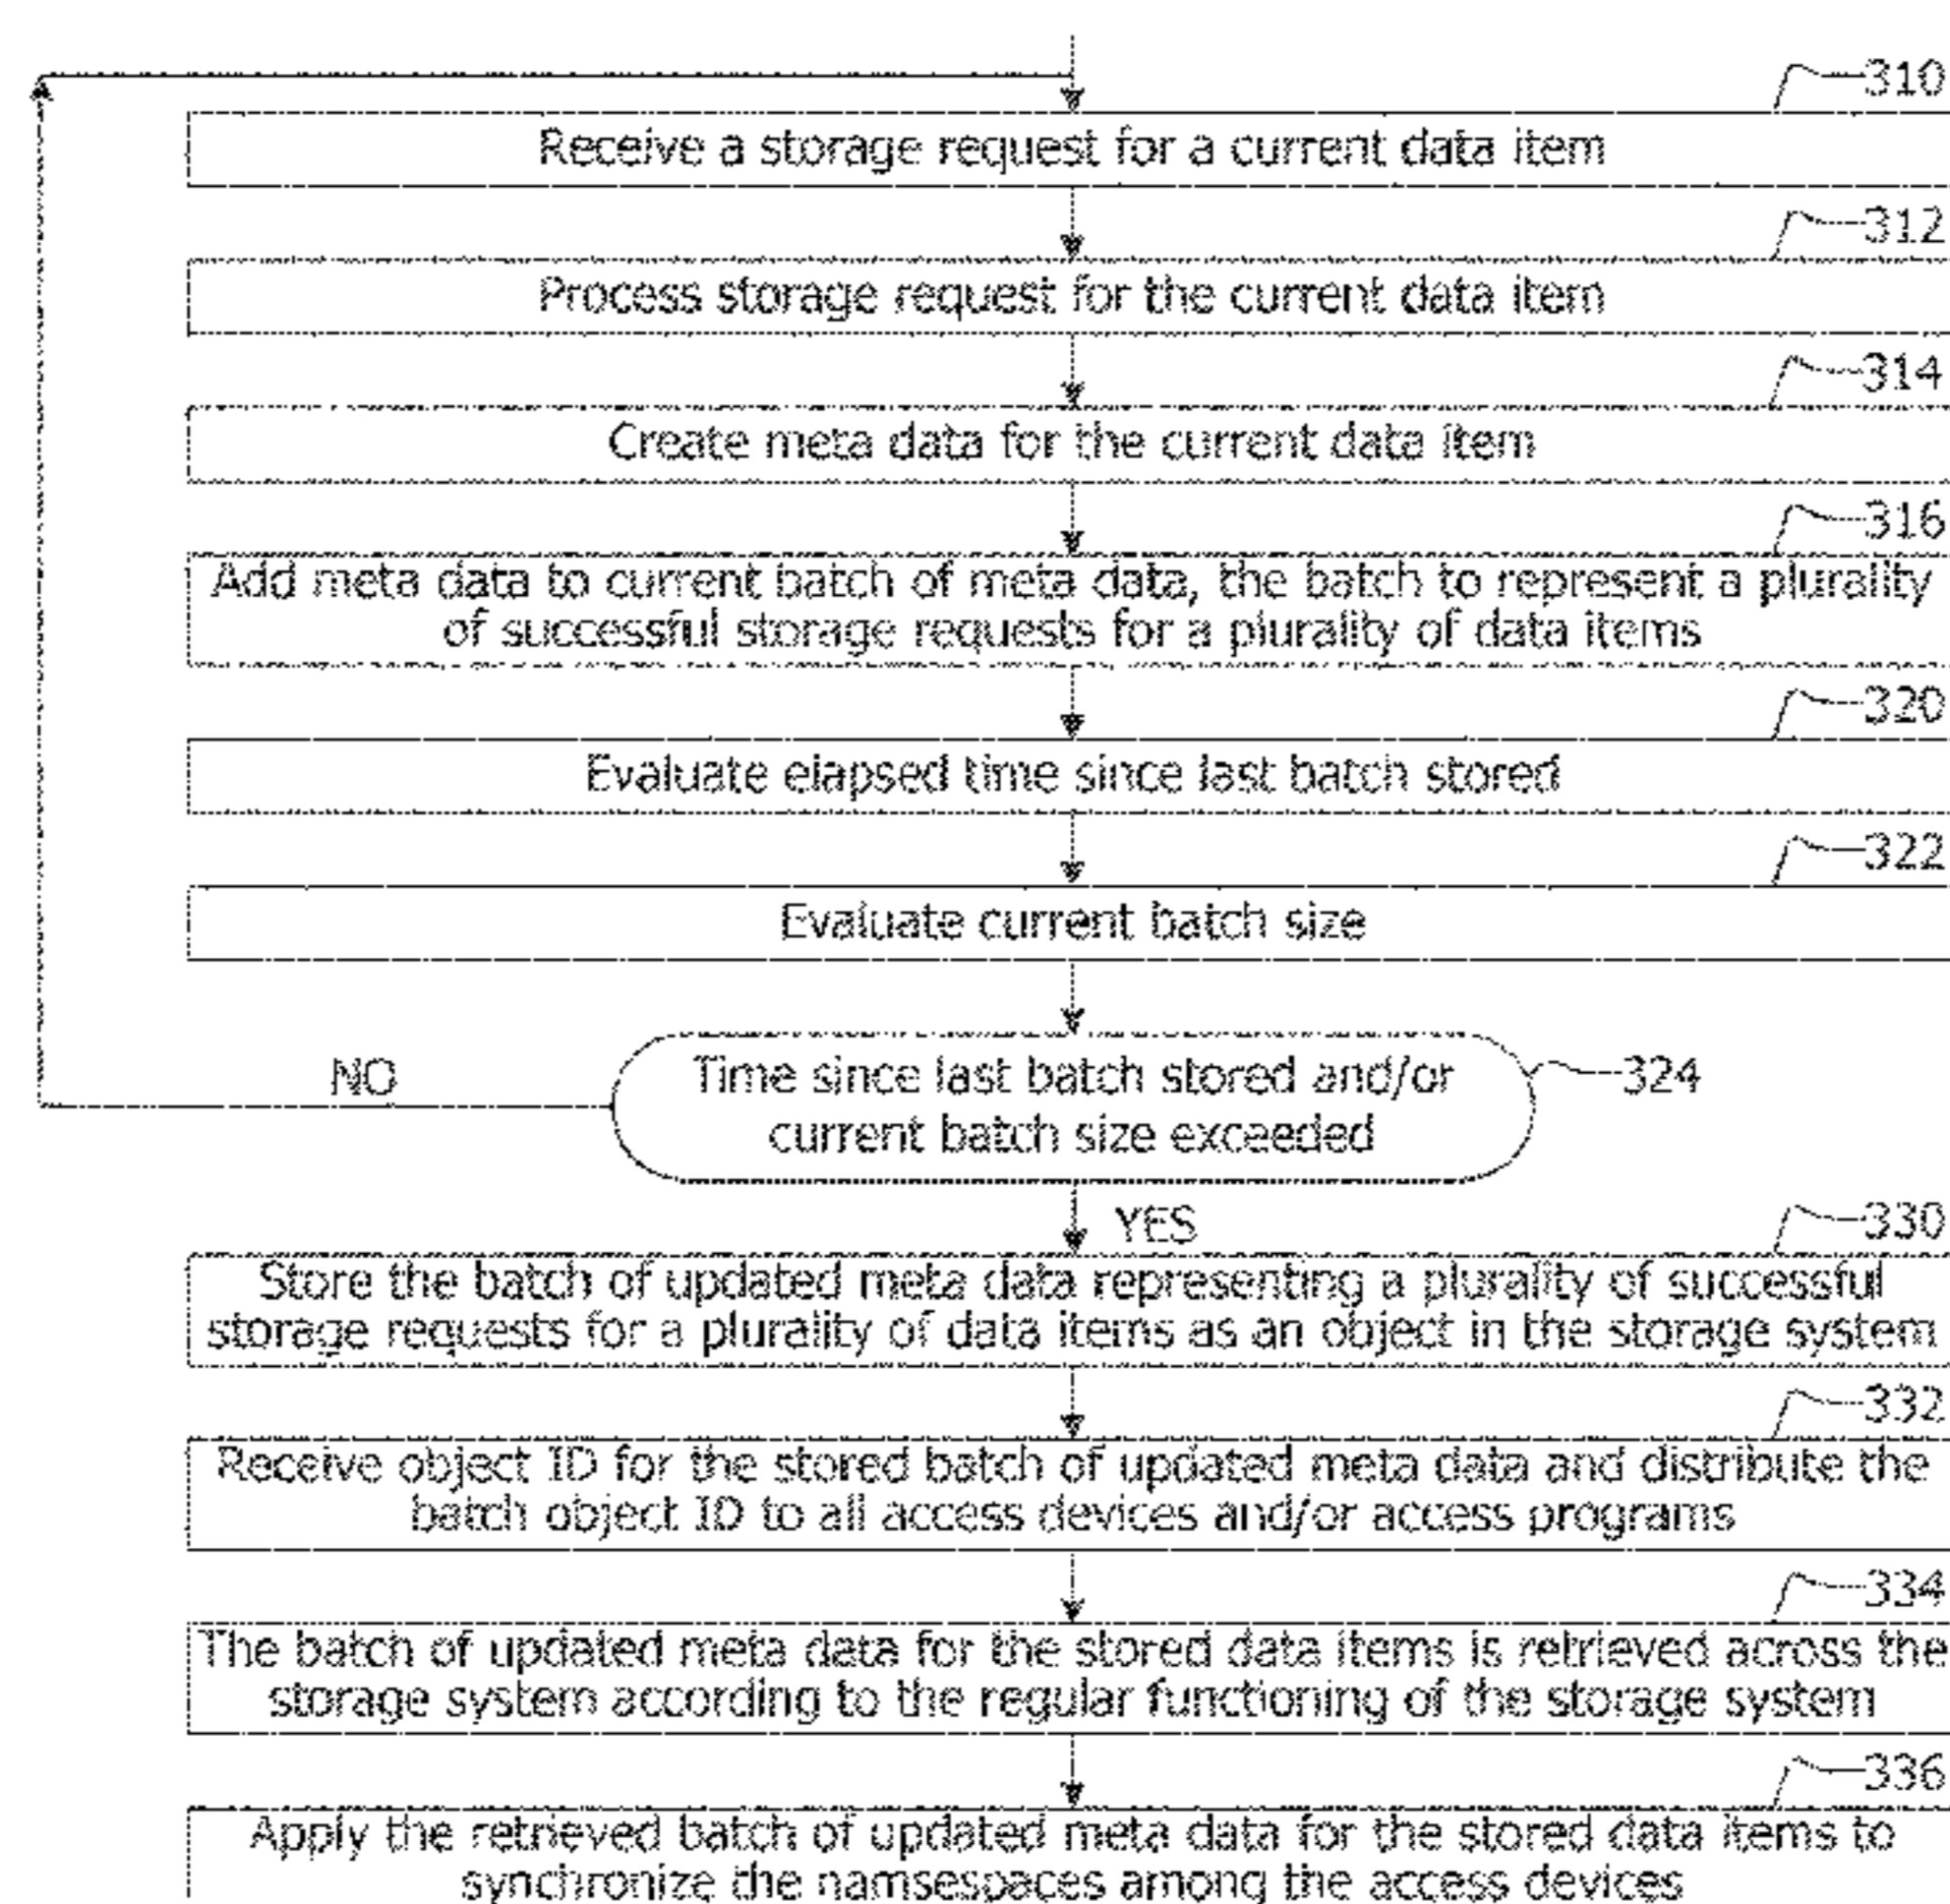 310
Receive a storage request for a current data item
312
Process storage request for the current data item
314
Create meta data for the current data item
316
Add meta data to current batch of meta data, the batch to represent a plurality
of successful storage requests for a plurality of data items
320
Evaluate elapsed time since last batch stored
322
Evaluate current batch size
NO
Time since last batch stored and/or
current batch size exceeded
324
YES
330
Store the batch of updated meta data representing a plurality of successful
storage requests for a plurality of data items as an object in the storage system
332
Receive object ID for the stored batch of updated meta data and distribute the
batch object ID to all access devices and/or access programs
334
The batch of updated meta data for the stored data items is retrieved across the
storage system according to the regular functioning of the storage system
336
Apply the retrieved batch of updated meta data for the stored data items to
synchronize the namsespaces among the access devices